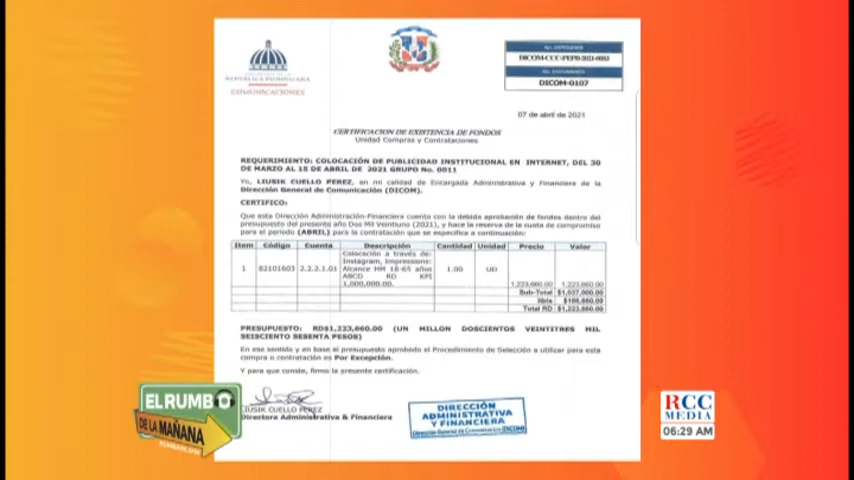 REPÚBLICA DOMINICANA
COMUNICACIONES
DICOM-CCC-PEPB-2021-0053
DICOM-0107
07 de abril de 2021
CERTIFICACION DE EXISTENCIA DE FONDOS
Unidad Compras y Contrataciones
REQUERIMIENTO: COLOCACIÓN DE PUBLICIDAD INSTITUCIONAL EN INTERNET, DEL 30
DE MARZO AL 15 DE ABRIL DE 2021 GRUPO No. 0011
Yo, LIUSIK CUELLO PEREZ, en mi calidad de Encargada Administrativa y Financiera de la
Dirección General de Comunicación (DICOM).
CERTIFICO:
Que esta Dirección Administración-Financiera cuenta con la debida aprobación de fondos dentro del
presupuesto del presente año Dos Mil Veintiuno (2021), y hace la reserva de la cuota de compromiso
para el periodo (ABRIL) para la contratación que se especifica a continuación:
Item Código Cuenta Descripción Cantidad Unidad Precio Valor
Colocación a través de:
Instagram, Impressions:
1 82101603 2.2.2.1.01 Alcance HM 18-65 años 1.00 UD
ABCD RD KPI
1,000,000.00. 1,223,660.00 1,223,660.00
Sub-Total $1,037,000.00
Itbis $186,660.00
Total RD $1,223,660.00
PRESUPUESTO: RD$1,223,660.00 (UN MILLON DOSCIENTOS VEINTITRES MIL
SEISCIENTO SESENTA PESOS)
En ese sentido y en base al presupuesto aprobado el Procedimiento de Selección a utilizar para esta
compra o contratación es Por Excepción.
Y para que conste, firmo la presente certificación.
LIUSIK CUELLO PEREZ
Directora Administrativa & Financiera
DIRECCIÓN
ADMINISTRATIVA
Y FINANCIERA
Dirección General de Comunicación (DICOM)
EL RUMBO
DE LA MAÑANA
RCC
MEDIA
06:29 AM